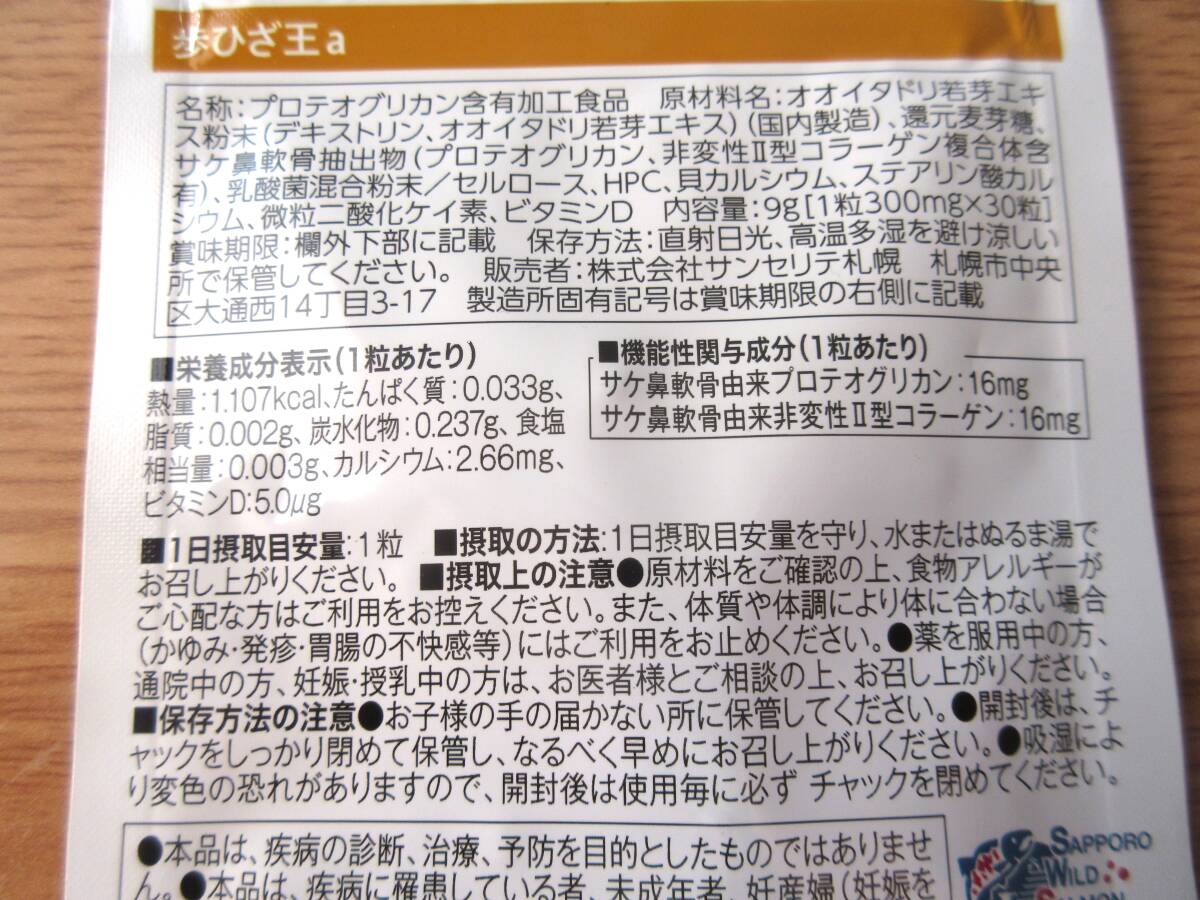 歩ひざ王a
名称:プロテオグリカン含有加工食品 原材料名:オオイタドリ若芽エキ
ス粉末(デキストリン、オオイタドリ若芽エキス)(国内製造)、還元麦芽糖、
サケ鼻軟骨抽出物(プロテオグリカン、非変性Ⅱ型コラーゲン複合体含
有)、乳酸菌混合粉末/セルロース、HPC、貝カルシウム、ステアリン酸カル
シウム、微粒二酸化ケイ素、ビタミンD 内容量:9g[1粒300mg×30粒]
賞味期限:欄外下部に記載 保存方法:直射日光、高温多湿を避け涼しい
所で保管してください。 販売者:株式会社サンセリテ札幌 札幌市中央
区大通西14丁目3-17 製造所固有記号は賞味期限の右側に記載
■栄養成分表示(1粒あたり)
熱量:1.107kcal、たんぱく質:0.033g、
脂質:0.002g、炭水化物:0.237g、食塩
相当量:0.003g、カルシウム:2.66mg、
ビタミンD:5.0μg
■機能性関与成分(1粒あたり)
サケ鼻軟骨由来プロテオグリカン:16mg
サケ鼻軟骨由来非変性Ⅱ型コラーゲン:16mg
■1日摂取目安量:1粒 ■摂取の方法:1日摂取目安量を守り、水またはぬるま湯で
お召し上がりください。 ■摂取上の注意●原材料をご確認の上、食物アレルギーが
ご心配な方はご利用をお控えください。また、体質や体調により体に合わない場合
(かゆみ・発疹・胃腸の不快感等)にはご利用をお止めください。●薬を服用中の方、
通院中の方、妊娠・授乳中の方は、お医者様とご相談の上、お召し上がりください。
■保存方法の注意●お子様の手の届かない所に保管してください。●開封後は、チ
ャックをしっかり閉めて保管し、なるべく早めにお召し上がりください。●吸湿によ
り変色の恐れがありますので、開封後は使用毎に必ず チャックを閉めてください。
●本品は、疾病の診断、治療、予防を目的としたものではありませ
ん。●本品は、疾病に罹患している者、未成年者、妊産婦(妊娠を
SAPPORO
WILD
SALMON